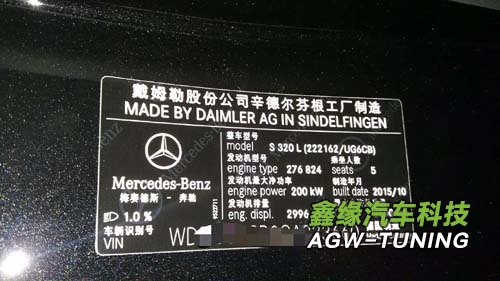 戴姆勒股份公司辛德尔芬根工厂制造
MADE BY DAIMLER AG IN SINDELFINGEN
整车型号
model S 320 L (222162/UG6CB)
发动机型号 乘坐人数
engine type 276 824 seats 5
发动机最大净功率 制造年月
engine power 200 kW built date 2015/10
发动机排量
eng. displ. 2996
Mercedes-Benz
梅赛德斯－奔驰
1.0 %
车辆识别号
VIN WD
鑫缘汽车科技
AGW-TUNING